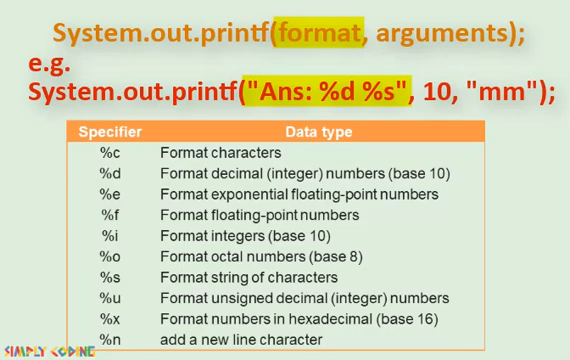 System.out.printf(format, arguments);
e.g.
System.out.printf("Ans: %d %s", 10, "mm");
Specifier Data type
%c Format characters
%d Format decimal (integer) numbers (base 10)
%e Format exponential floating-point numbers
%f Format floating-point numbers
%i Format integers (base 10)
%o Format octal numbers (base 8)
%s Format string of characters
%u Format unsigned decimal (integer) numbers
%x Format numbers in hexadecimal (base 16)
%n add a new line character
SIMPLY CODING